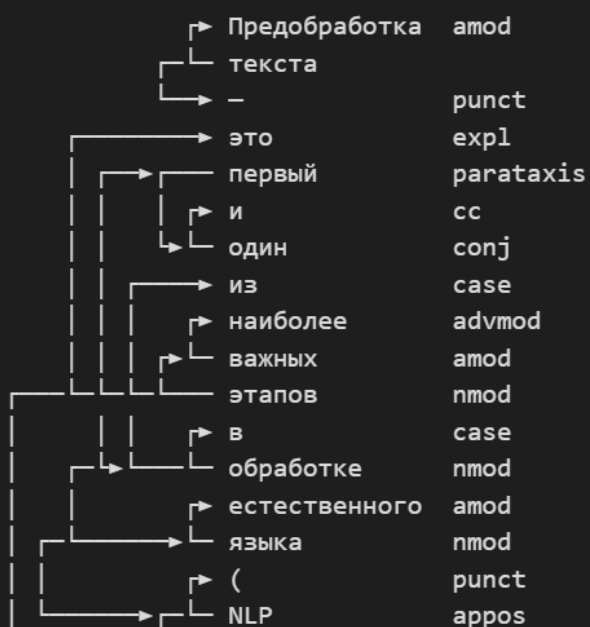 Предобработка amod
текста
— punct
это expl
первый parataxis
и cc
один conj
из case
наиболее advmod
важных amod
этапов nmod
в case
обработке nmod
естественного amod
языка nmod
( punct
NLP appos